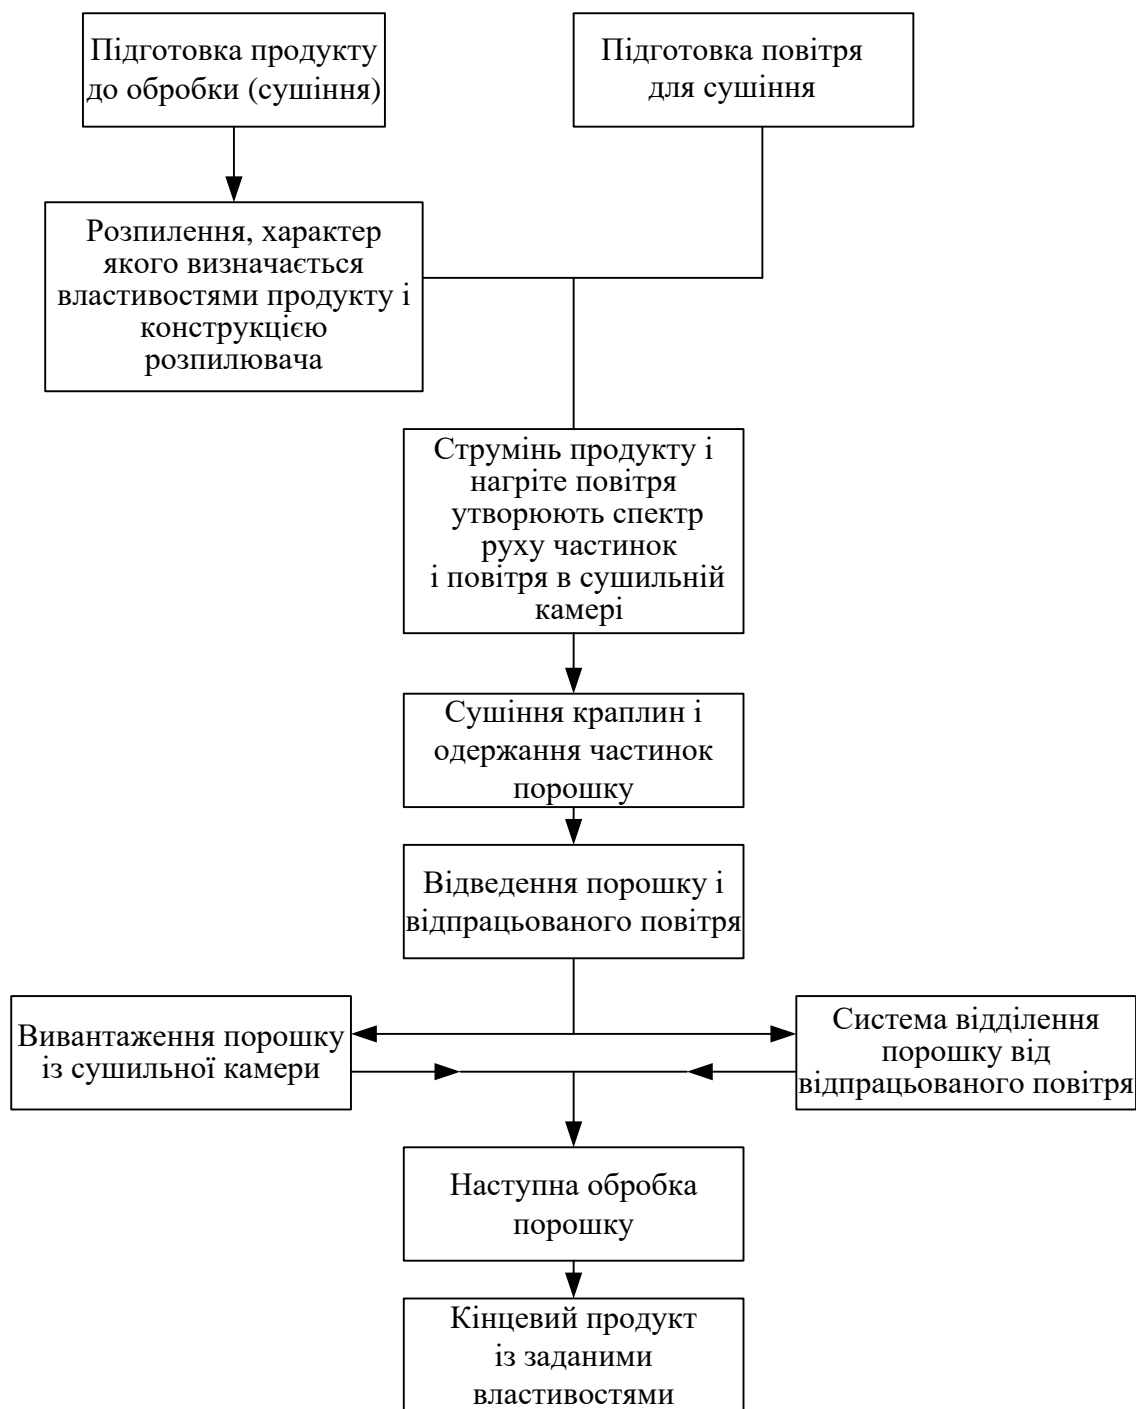 Підготовка продукту
до обробки (сушіння)
Підготовка повітря
для сушіння
Розпилення, характер
якого визначається
властивостями продукту і
конструкцією
розпилювача
Струмінь продукту і
нагріте повітря
утворюють спектр
руху частинок
і повітря в сушильній
камері
Сушіння краплин і
одержання частинок
порошку
Відведення порошку і
відпрацьованого повітря
Вивантаження порошку
із сушильної камери
Система відділення
порошку від
відпрацьованого повітря
Наступна обробка
порошку
Кінцевий продукт
із заданими
властивостями